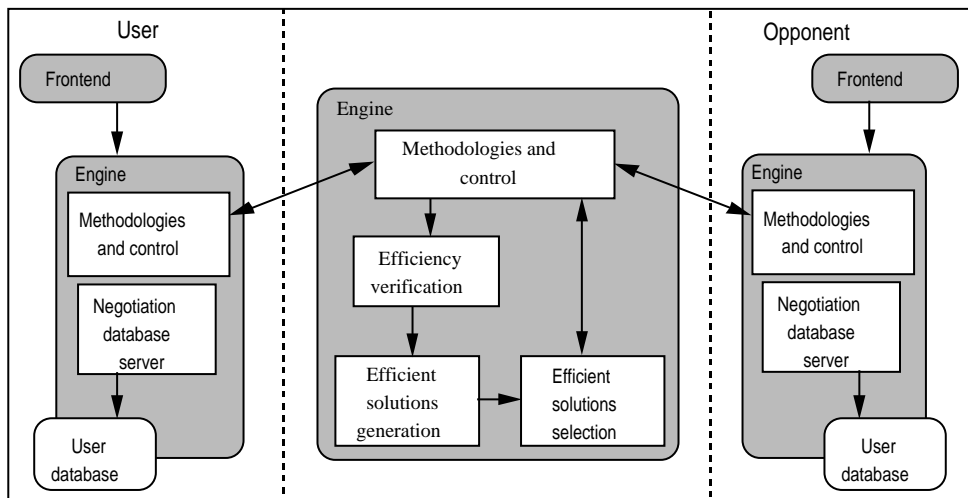 User
Frontend
Engine
Methodologies
and control
Negotiation
database
server
User
database
Engine
Methodologies and
control
Efficiency
verification
Efficient
solutions
generation
Efficient
solutions
selection
Opponent
Frontend
Engine
Methodologies
and control
Negotiation
database
server
User
database